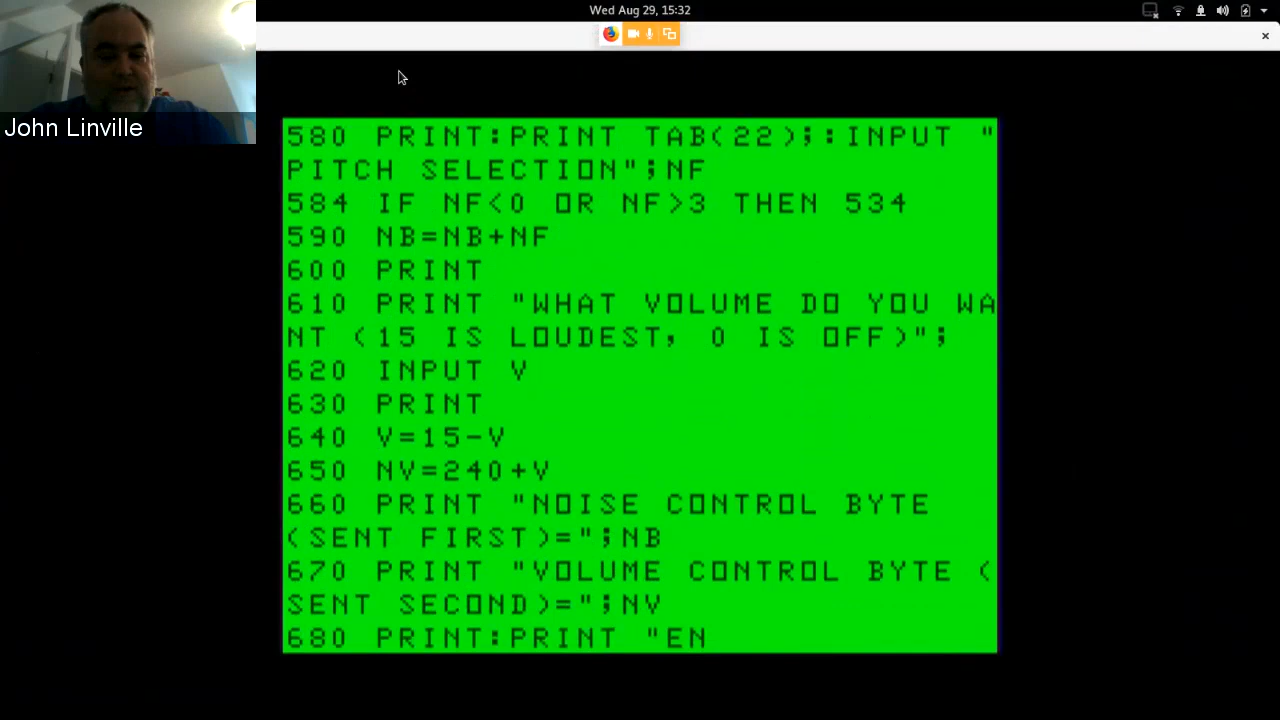 Wed Aug 29, 15:32
John Linville
580 PRINT:PRINT TAB(22);:INPUT "
PITCH SELECTION";NF
584 IF NF<0 OR NF>3 THEN 534
590 NB=NB+NF
600 PRINT
610 PRINT "WHAT VOLUME DO YOU WA
NT (15 IS LOUDEST, 0 IS OFF)";
620 INPUT V
630 PRINT
640 V=15-V
650 NV=240+V
660 PRINT "NOISE CONTROL BYTE
(SENT FIRST)=";NB
670 PRINT "VOLUME CONTROL BYTE (
SENT SECOND)=";NV
680 PRINT:PRINT "EN